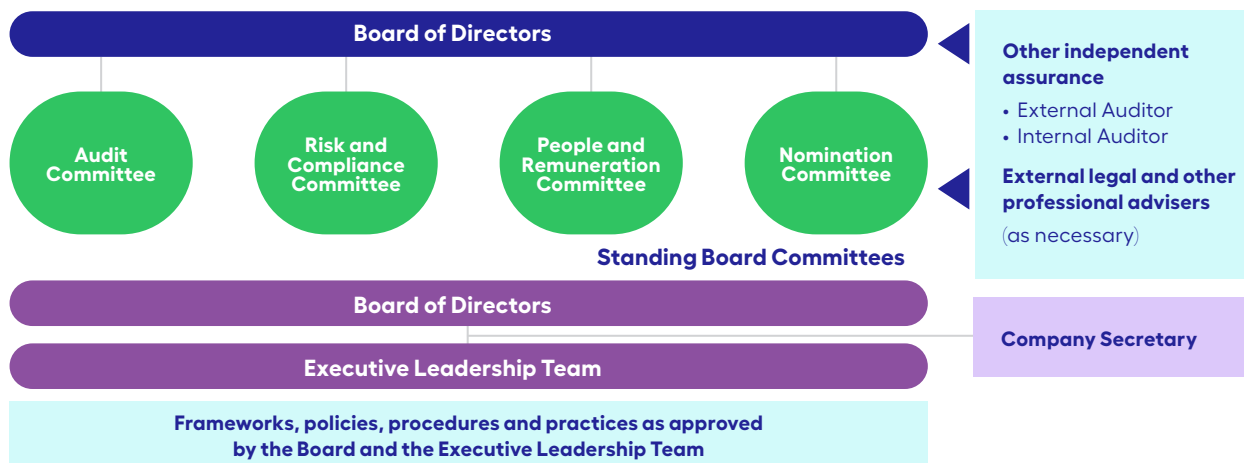 Board of Directors
Audit
Committee
Risk and
Compliance
Committee
People and
Remuneration
Committee
Nomination
Committee
Standing Board Committees
Other independent
assurance
• External Auditor
• Internal Auditor
External legal and other
professional advisers
(as necessary)
Board of Directors
Company Secretary
Executive Leadership Team
Frameworks, policies, procedures and practices as approved
by the Board and the Executive Leadership Team